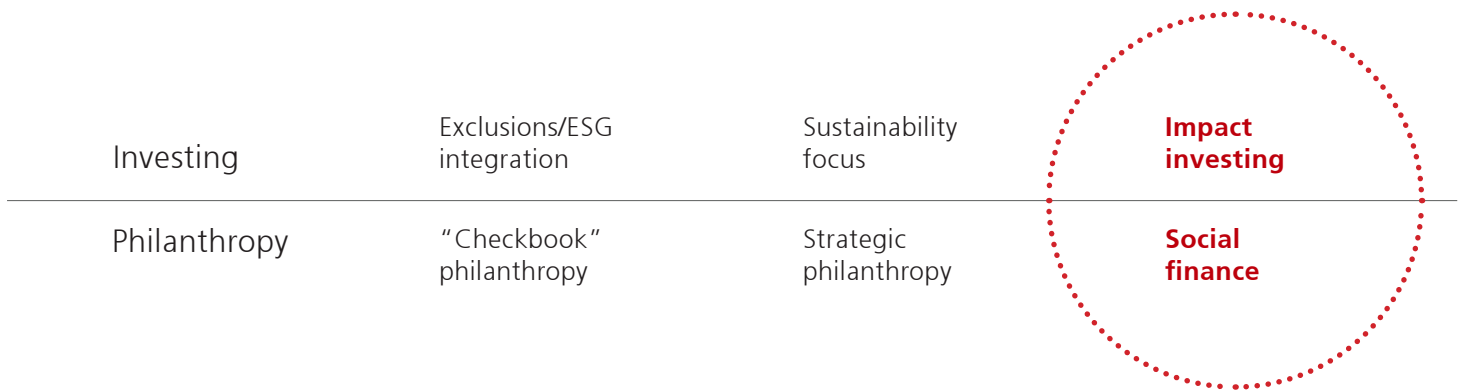 Investing
Exclusions/ESG
integration
Sustainability
focus
Impact
investing
Philanthropy
“Checkbook”
philanthropy
Strategic
philanthropy
Social
finance